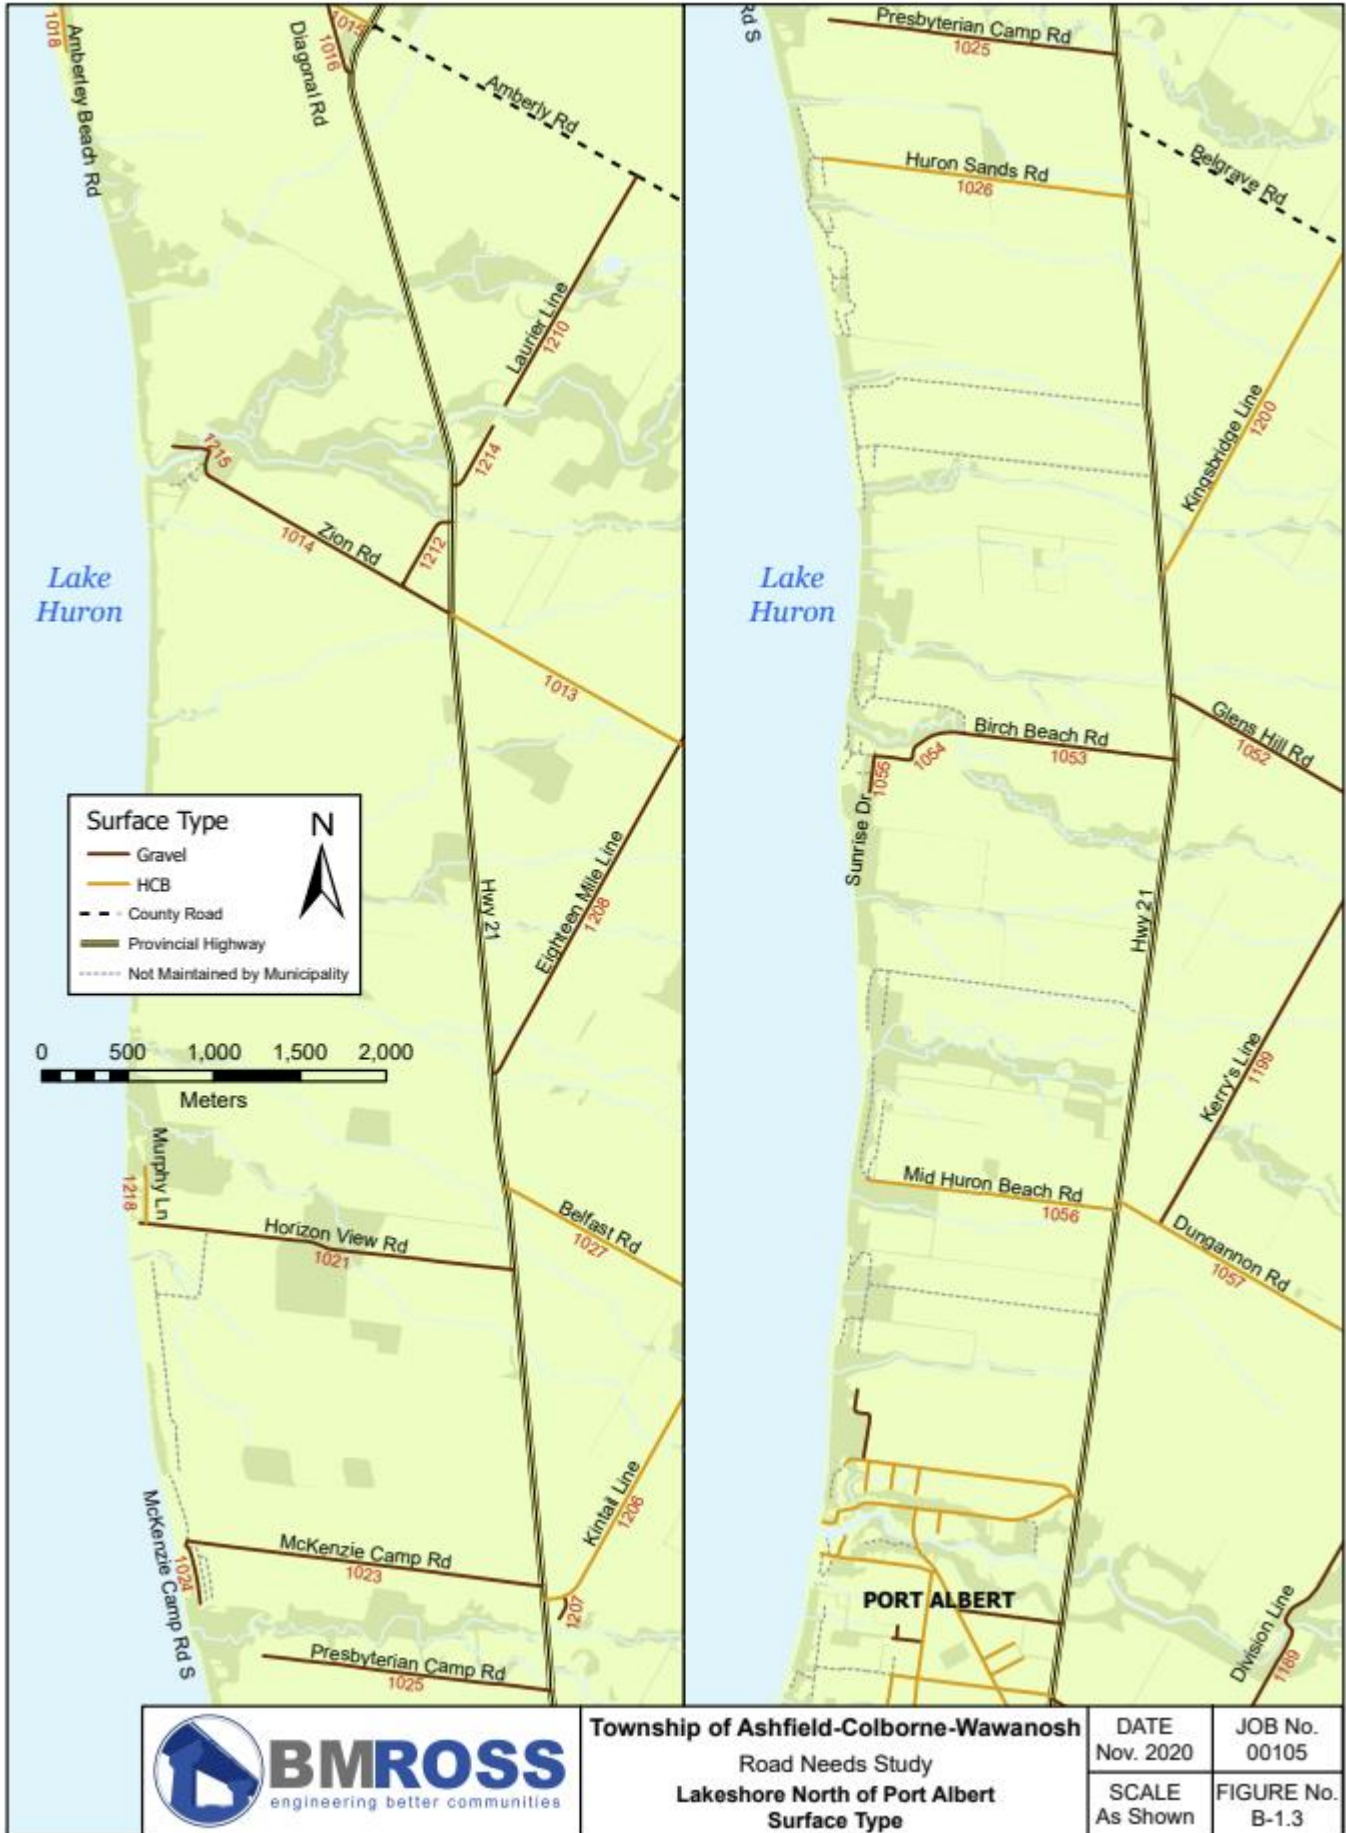 1018
Amberley Beach Rd
Diagonal Rd
1016
1015
Amberly Rd
Laurier Line
1210
1214
1215
Zion Rd
1014
1212
1013
Lake
Huron
Surface Type
N
Gravel
HCB
County Road
Provincial Highway
Not Maintained by Municipality
Hwy 21
Eighteen Mile Line
1208
0 500 1,000 1,500 2,000
Meters
Murphy Ln
1218
Horizon View Rd
1021
Belfast Rd
1027
Kintail Line
1206
McKenzie Camp Rd
1023
1024
McKenzie Camp Rd S
1207
Presbyterian Camp Rd
1025
Rd S
Presbyterian Camp Rd
1025
Huron Sands Rd
1026
Belgrave Rd
Kingsbridge Line
1200
Lake
Huron
Birch Beach Rd
1053
1054
1055
Sunrise Dr
Glens Hill Rd
1052
Hwy 21
Kerry's Line
1199
Mid Huron Beach Rd
1056
Dungannon Rd
1057
PORT ALBERT
Division Line
1189
BMROSS
engineering better communities
Township of Ashfield-Colborne-Wawanosh
Road Needs Study
Lakeshore North of Port Albert
Surface Type
DATE
Nov. 2020
JOB No.
00105
SCALE
As Shown
FIGURE No.
B-1.3